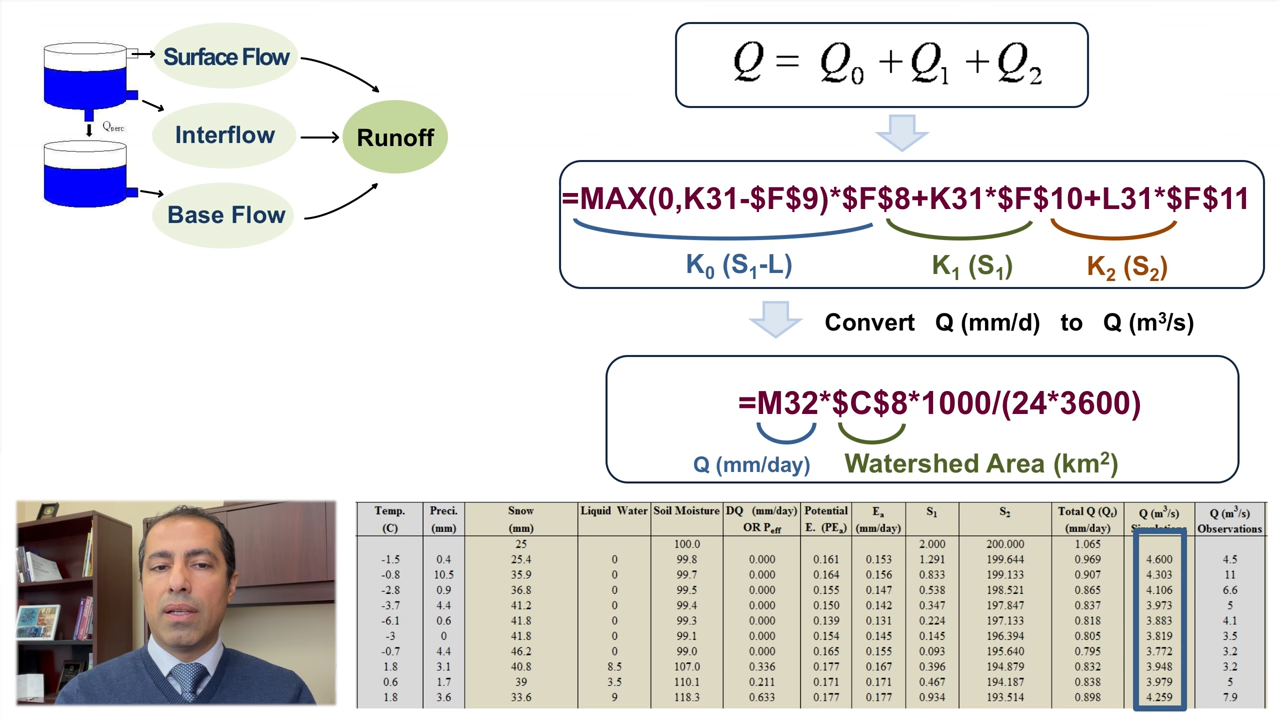 Surface Flow
Interflow
Base Flow
Runoff
Qperc
Q = Q0 + Q1 + Q2
=MAX(0,K31-$F$9)*$F$8+K31*$F$10+L31*$F$11
K0 (S1-L) K1 (S1) K2 (S2)
Convert Q (mm/d) to Q (m³/s)
=M32*$C$8*1000/(24*3600)
Q (mm/day) Watershed Area (km²)
Temp. Preci. Snow Liquid Water Soil Moisture DQ (mm/day) Potential Ea S1 S2 Total Q (Qt) Q (m³/s) Q (m³/s)
(C) (mm) (mm) OR Peff E. (PEa) (mm/day) (mm/day) Simulations Observations
25 100.0 2.000 200.000 1.065
-1.5 0.4 25.4 0 99.8 0.000 0.161 0.153 1.291 199.644 0.969 4.600 4.5
-0.8 10.5 35.9 0 99.7 0.000 0.164 0.156 0.833 199.133 0.907 4.303 11
-2.8 0.9 36.8 0 99.5 0.000 0.155 0.147 0.538 198.521 0.865 4.106 6.6
-3.7 4.4 41.2 0 99.4 0.000 0.150 0.142 0.347 197.847 0.837 3.973 5
-6.1 0.6 41.8 0 99.3 0.000 0.139 0.131 0.224 197.133 0.818 3.883 4.1
-3 0 41.8 0 99.1 0.000 0.154 0.145 0.145 196.394 0.805 3.819 3.5
-0.7 4.4 46.2 0 99.0 0.000 0.165 0.155 0.093 195.640 0.795 3.772 3.2
1.8 3.1 40.8 8.5 107.0 0.336 0.177 0.167 0.396 194.879 0.832 3.948 3.2
0.6 1.7 39 3.5 110.1 0.211 0.171 0.171 0.467 194.187 0.838 3.979 5
1.8 3.6 33.6 9 118.3 0.633 0.177 0.177 0.934 193.514 0.898 4.259 7.9